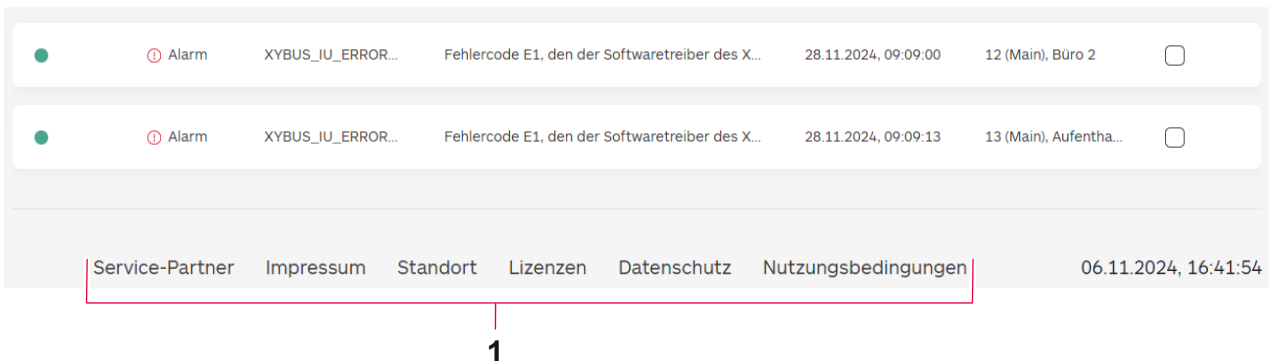 Alarm XYBUS_IU_ERROR... Fehlercode E1, den der Softwaretreiber des X... 28.11.2024, 09:09:00 12 (Main), Büro 2
Alarm XYBUS_IU_ERROR... Fehlercode E1, den der Softwaretreiber des X... 28.11.2024, 09:09:13 13 (Main), Aufentha...
Service-Partner Impressum Standort Lizenzen Datenschutz Nutzungsbedingungen 06.11.2024, 16:41:54
1